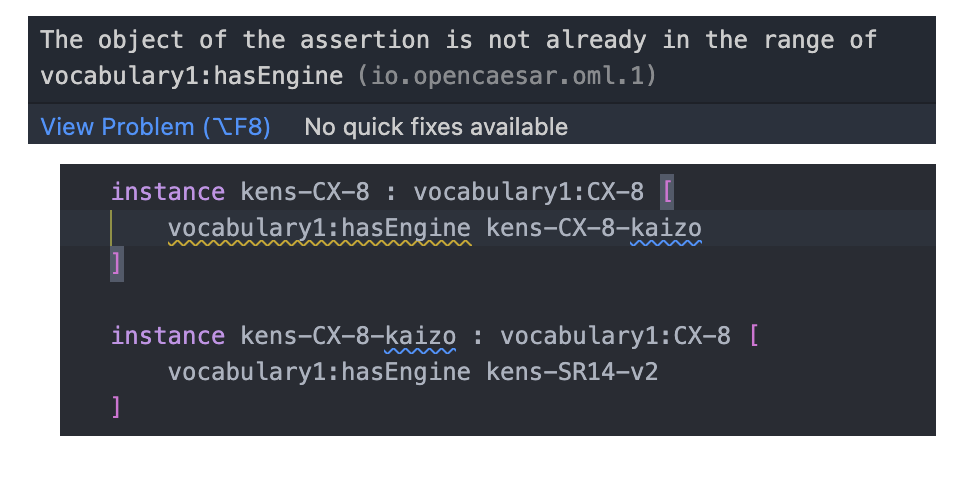 The object of the assertion is not already in the range of
vocabulary1:hasEngine (io.opencaesar.oml.1)
View Problem (⌥F8) No quick fixes available
instance kens-CX-8 : vocabulary1:CX-8 [
vocabulary1:hasEngine kens-CX-8-kaizo
]
instance kens-CX-8-kaizo : vocabulary1:CX-8 [
vocabulary1:hasEngine kens-SR14-v2
]